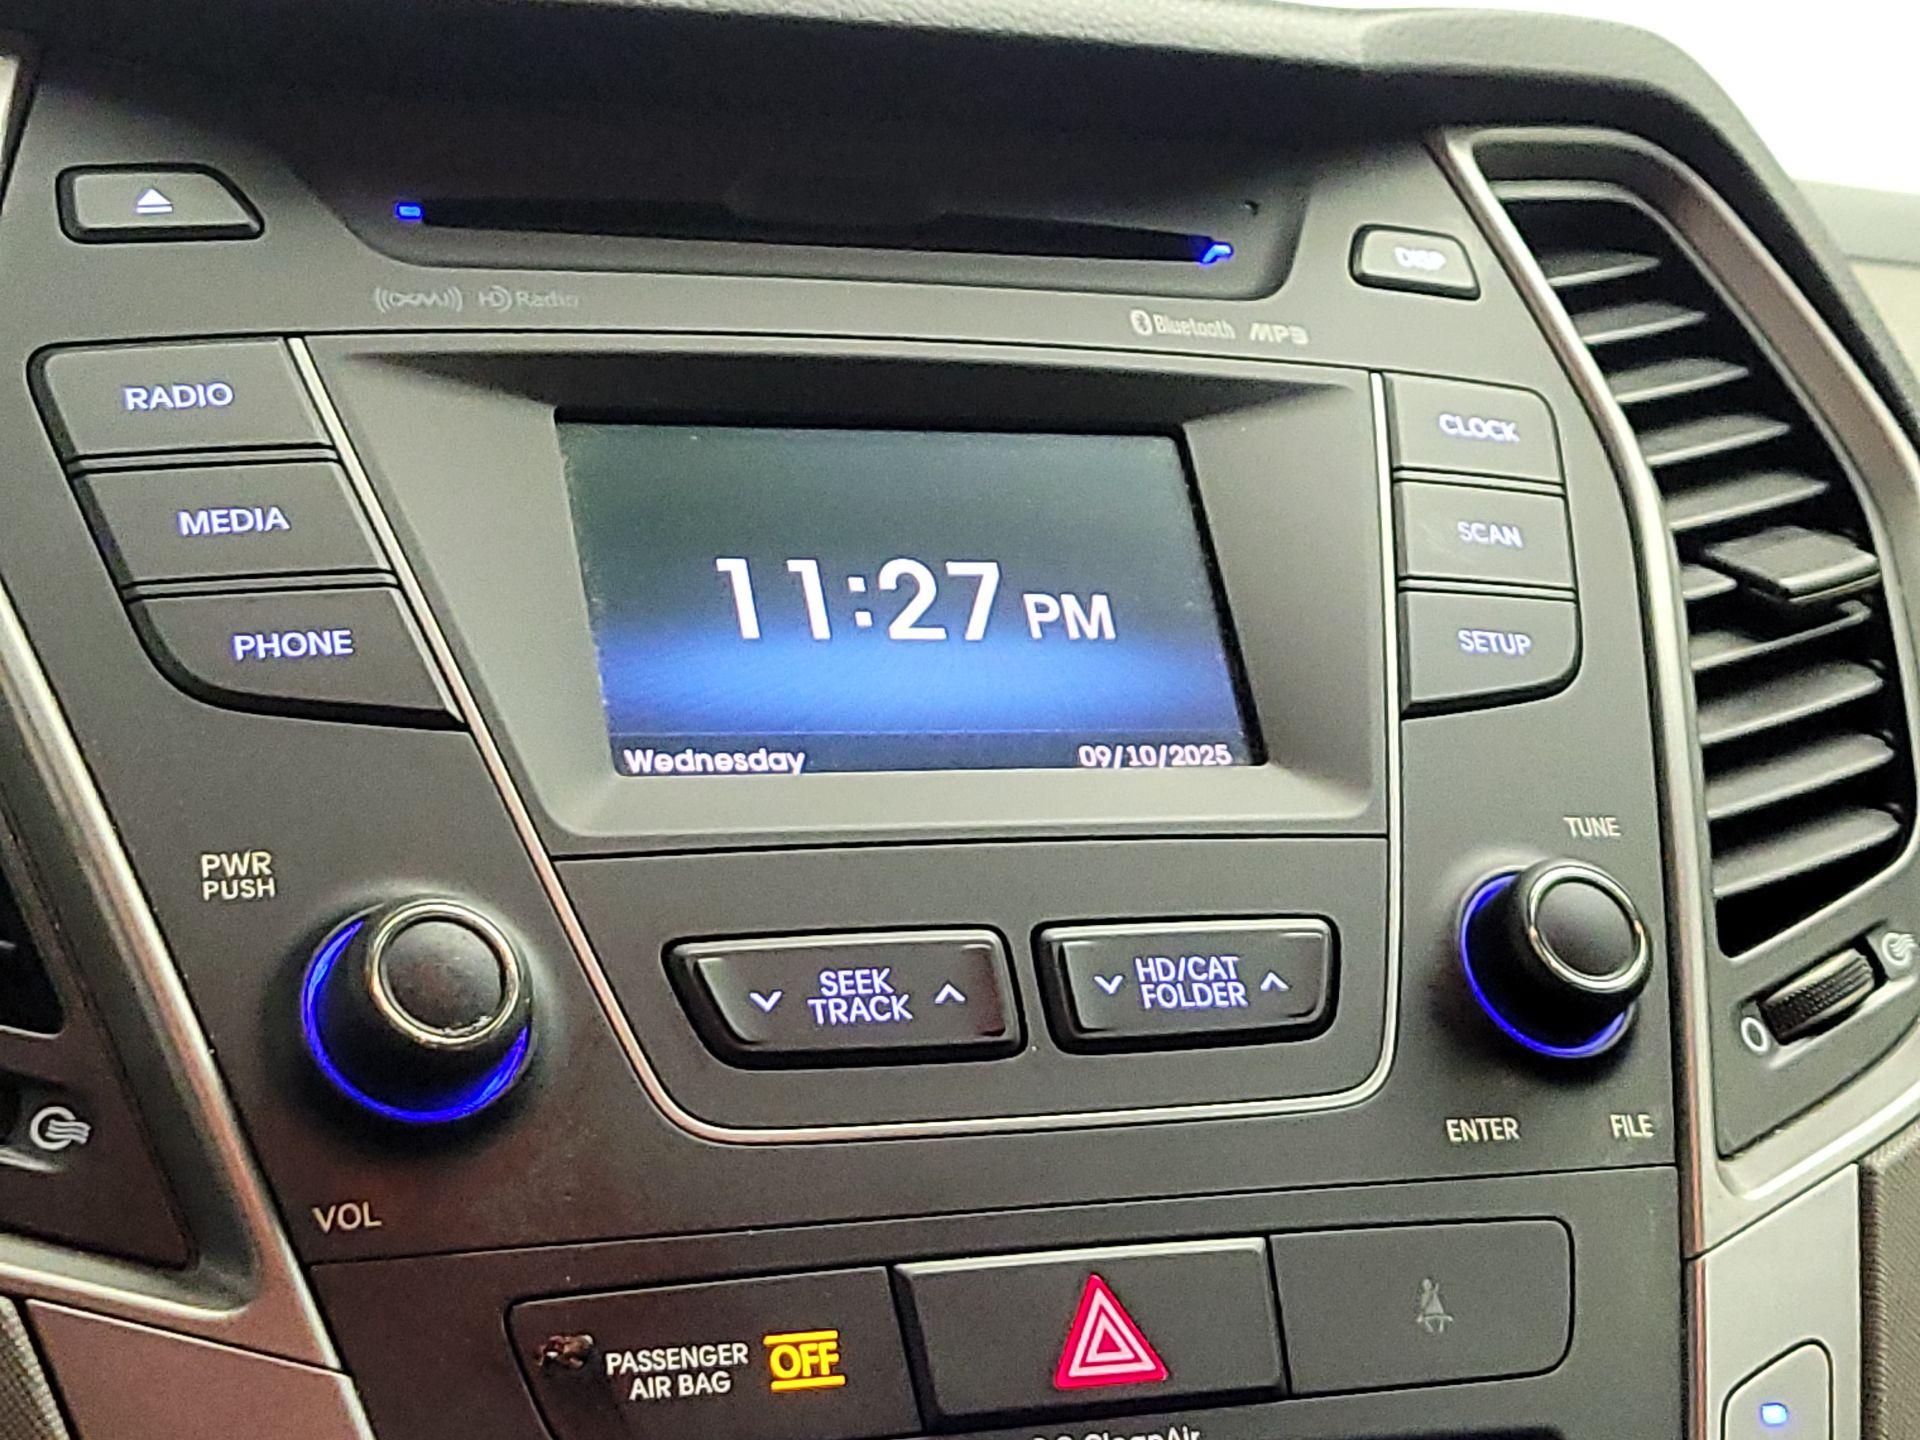 DISP
((XM)) HD Radio
Bluetooth MP3
RADIO
MEDIA
PHONE
11:27 PM
Wednesday 09/10/2025
CLOCK
SCAN
SETUP
PWR
PUSH
VOL
SEEK
TRACK
HD/CAT
FOLDER
TUNE
ENTER FILE
PASSENGER
AIR BAG
OFF
CleanAir